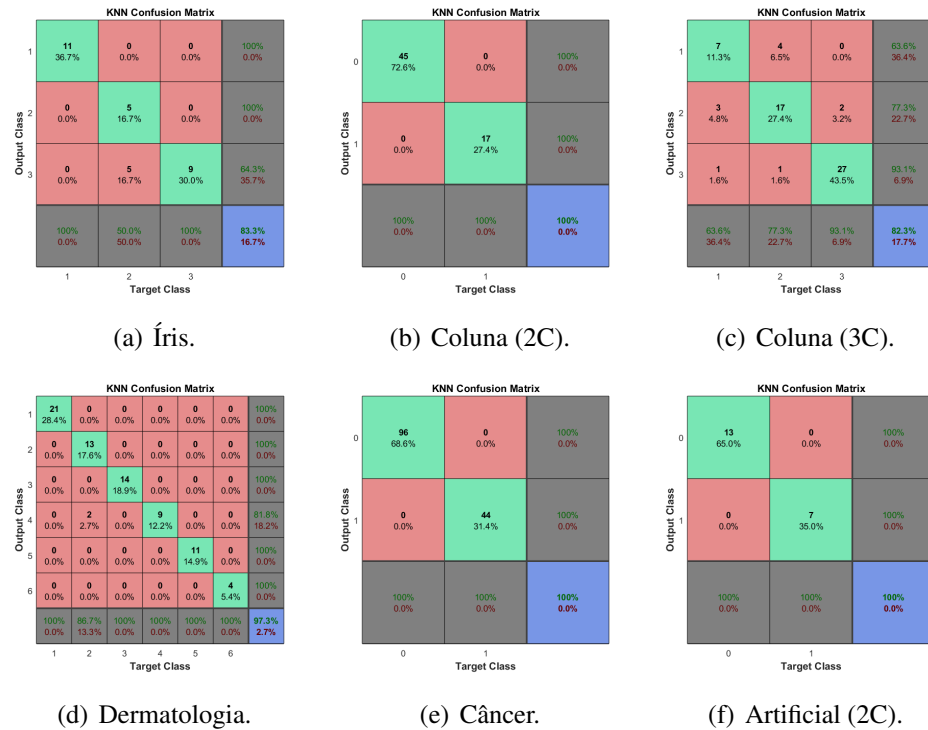 KNN Confusion Matrix
1 11 0 0 100%
36.7% 0.0% 0.0% 0.0%
2 0 5 0 100%
0.0% 16.7% 0.0% 0.0%
3 0 5 9 64.3%
0.0% 16.7% 30.0% 35.7%
100% 50.0% 100% 83.3%
0.0% 50.0% 0.0% 16.7%
1 2 3
Target Class
Output Class
(a) Íris.
KNN Confusion Matrix
0 45 0 100%
72.6% 0.0% 0.0%
1 0 17 100%
0.0% 27.4% 0.0%
100% 100% 100%
0.0% 0.0% 0.0%
0 1
Target Class
Output Class
(b) Coluna (2C).
KNN Confusion Matrix
1 7 4 0 63.6%
11.3% 6.5% 0.0% 36.4%
2 3 17 2 77.3%
4.8% 27.4% 3.2% 22.7%
3 1 1 27 93.1%
1.6% 1.6% 43.5% 6.9%
63.6% 77.3% 93.1% 82.3%
36.4% 22.7% 6.9% 17.7%
1 2 3
Target Class
Output Class
(c) Coluna (3C).
KNN Confusion Matrix
1 21 0 0 0 0 0 100%
28.4% 0.0% 0.0% 0.0% 0.0% 0.0% 0.0%
2 0 13 0 0 0 0 100%
0.0% 17.6% 0.0% 0.0% 0.0% 0.0% 0.0%
3 0 0 14 0 0 0 100%
0.0% 0.0% 18.9% 0.0% 0.0% 0.0% 0.0%
4 0 2 0 9 0 0 81.8%
0.0% 2.7% 0.0% 12.2% 0.0% 0.0% 18.2%
5 0 0 0 0 11 0 100%
0.0% 0.0% 0.0% 0.0% 14.9% 0.0% 0.0%
6 0 0 0 0 0 4 100%
0.0% 0.0% 0.0% 0.0% 0.0% 5.4% 0.0%
100% 86.7% 100% 100% 100% 100% 97.3%
0.0% 13.3% 0.0% 0.0% 0.0% 0.0% 2.7%
1 2 3 4 5 6
Target Class
Output Class
(d) Dermatologia.
KNN Confusion Matrix
0 96 0 100%
68.6% 0.0% 0.0%
1 0 44 100%
0.0% 31.4% 0.0%
100% 100% 100%
0.0% 0.0% 0.0%
0 1
Target Class
Output Class
(e) Câncer.
KNN Confusion Matrix
0 13 0 100%
65.0% 0.0% 0.0%
1 0 7 100%
0.0% 35.0% 0.0%
100% 100% 100%
0.0% 0.0% 0.0%
0 1
Target Class
Output Class
(f) Artificial (2C).